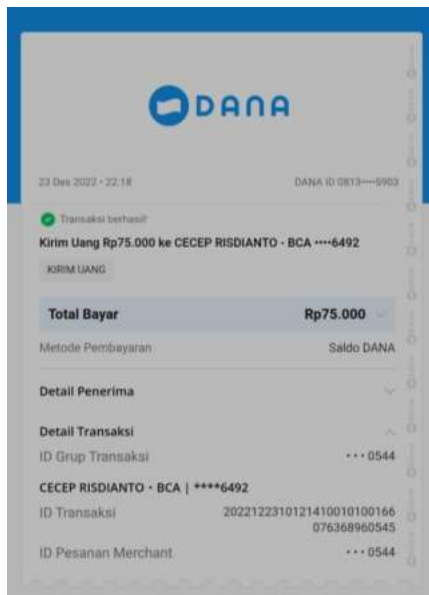 DANA
23 Des 2022 • 22:18 DANA ID 0813••••5903
Transaksi berhasil!
Kirim Uang Rp75.000 ke CECEP RISDIANTO - BCA ••••6492
KIRIM UANG
Total Bayar Rp75.000
Metode Pembayaran Saldo DANA
Detail Penerima
Detail Transaksi
ID Grup Transaksi ••• 0544
CECEP RISDIANTO • BCA | ****6492
ID Transaksi 2022122310121410010100166
076368960545
ID Pesanan Merchant ••• 0544